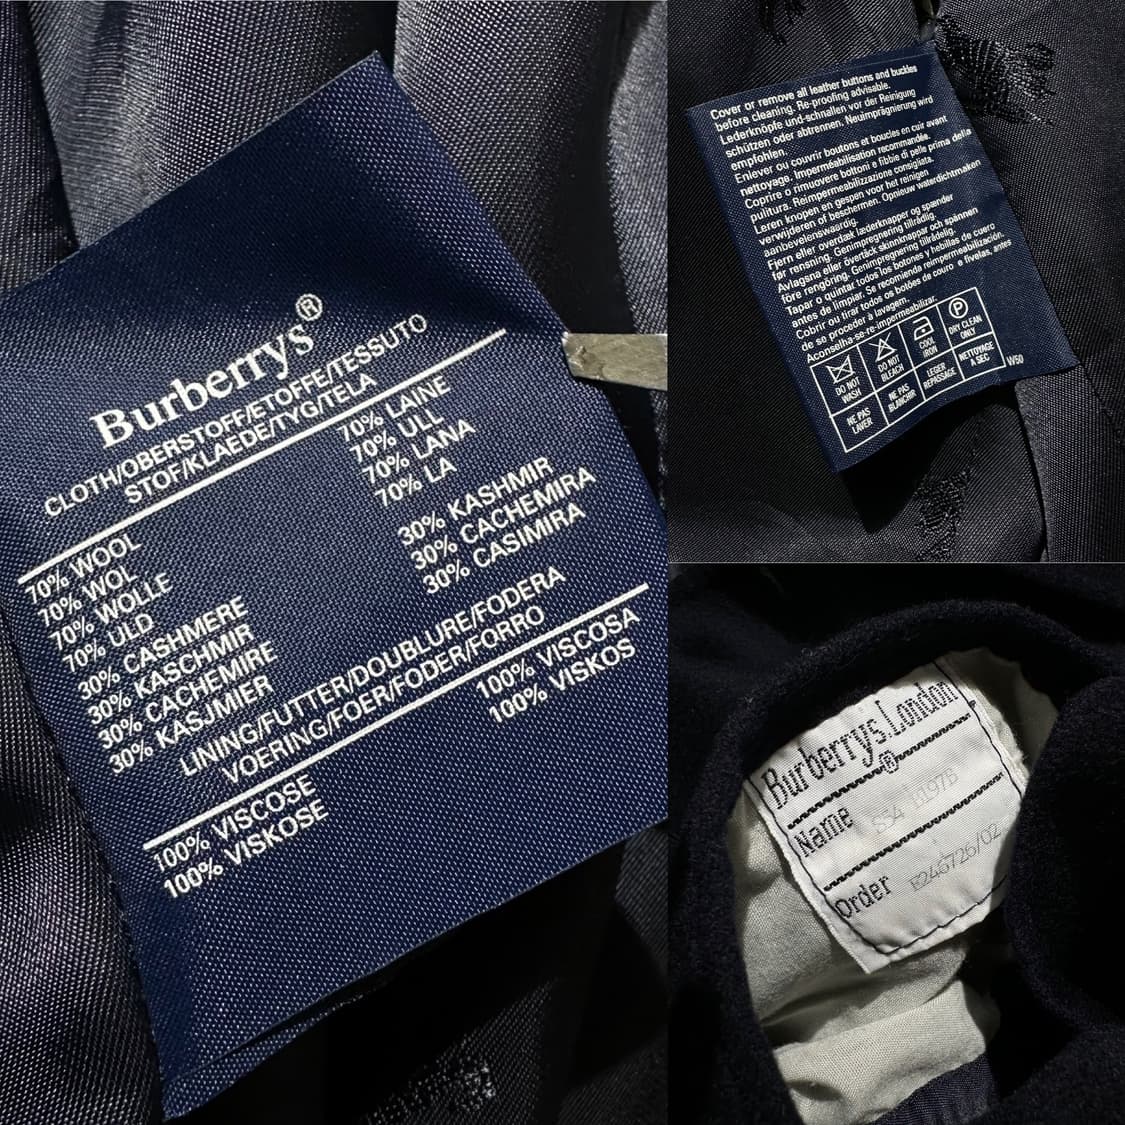 Burberrys®
CLOTH/OBERSTOFF/ETOFFE/TESSUTO
STOF/KLAEDE/TYG/TELA
70% WOOL
70% WOL
70% WOLLE
70% ULD
70% LAINE
70% ULL
70% LANA
70% LA
30% CASHMERE
30% KASCHMIR
30% CACHEMIRE
30% KASJMIER
30% KASHMIR
30% CACHEMIRA
30% CASIMIRA
LINING/FUTTER/DOUBLURE/FODERA
VOERING/FOER/FODER/FORRO
100% VISCOSE
100% VISKOSE
100% VISCOSA
100% VISKOS
Cover or remove all leather buttons and buckles
before cleaning. Re-proofing advisable.
Lederknöpfe und-schnallen vor der Reinigung
schützen oder abtrennen. Neuimprägnierung wird
empfohlen.
Enlever ou couvrir boutons et boucles en cuir avant
nettoyage. Imperméabilisation recommandée.
Coprire o rimuovere bottoni e fibbie di pelle prima della
pulitura. Reimpermeabilizzazione consigliata.
Leren knopen en gespen voor het reinigen
verwijderen of beschermen. Opnieuw waterdichtmaken
aanbevelenswaardig.
Fjern eller overdæk læderknapper og spænder
før rensning. Genimpregnering tilrådlig.
Avlagsna eller övertäck skinnknappar och spännen
före rengöring. Genimpregnering tillrådelig.
Tapar o quintar todos los botones y hebillas de cuero
antes de limpiar. Se recomienda reimpermeabilización.
Cobrir ou tirar todos os botões de couro e fivelas, antes
de se proceder à lavagem.
Aconselha-se-re-impermeabilizar.
P
DO NOT
WASH
DO NOT
BLEACH
COOL
IRON
DRY CLEAN
ONLY
NE PAS
LAVER
NE PAS
BLANCHIR
LEGER
REPASSAGE
NETTOYAGE
A SEC
W50
Burberrys. London
®
Name S54
Order E246726/02